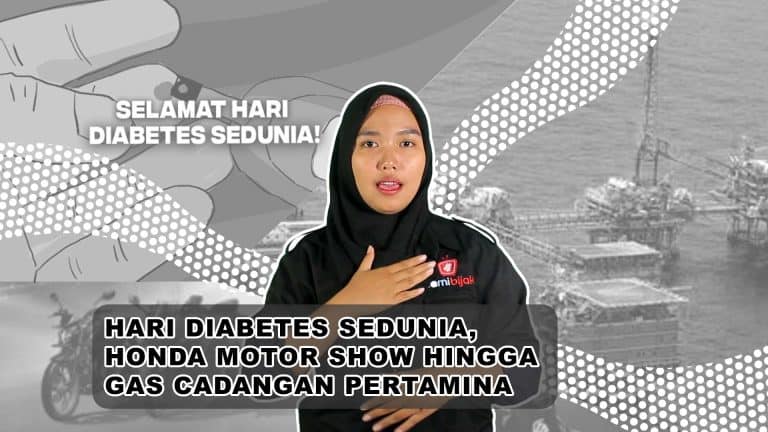 SELAMAT HARI
DIABETES SEDUNIA!
HARI DIABETES SEDUNIA,
HONDA MOTOR SHOW HINGGA
GAS CADANGAN PERTAMINA